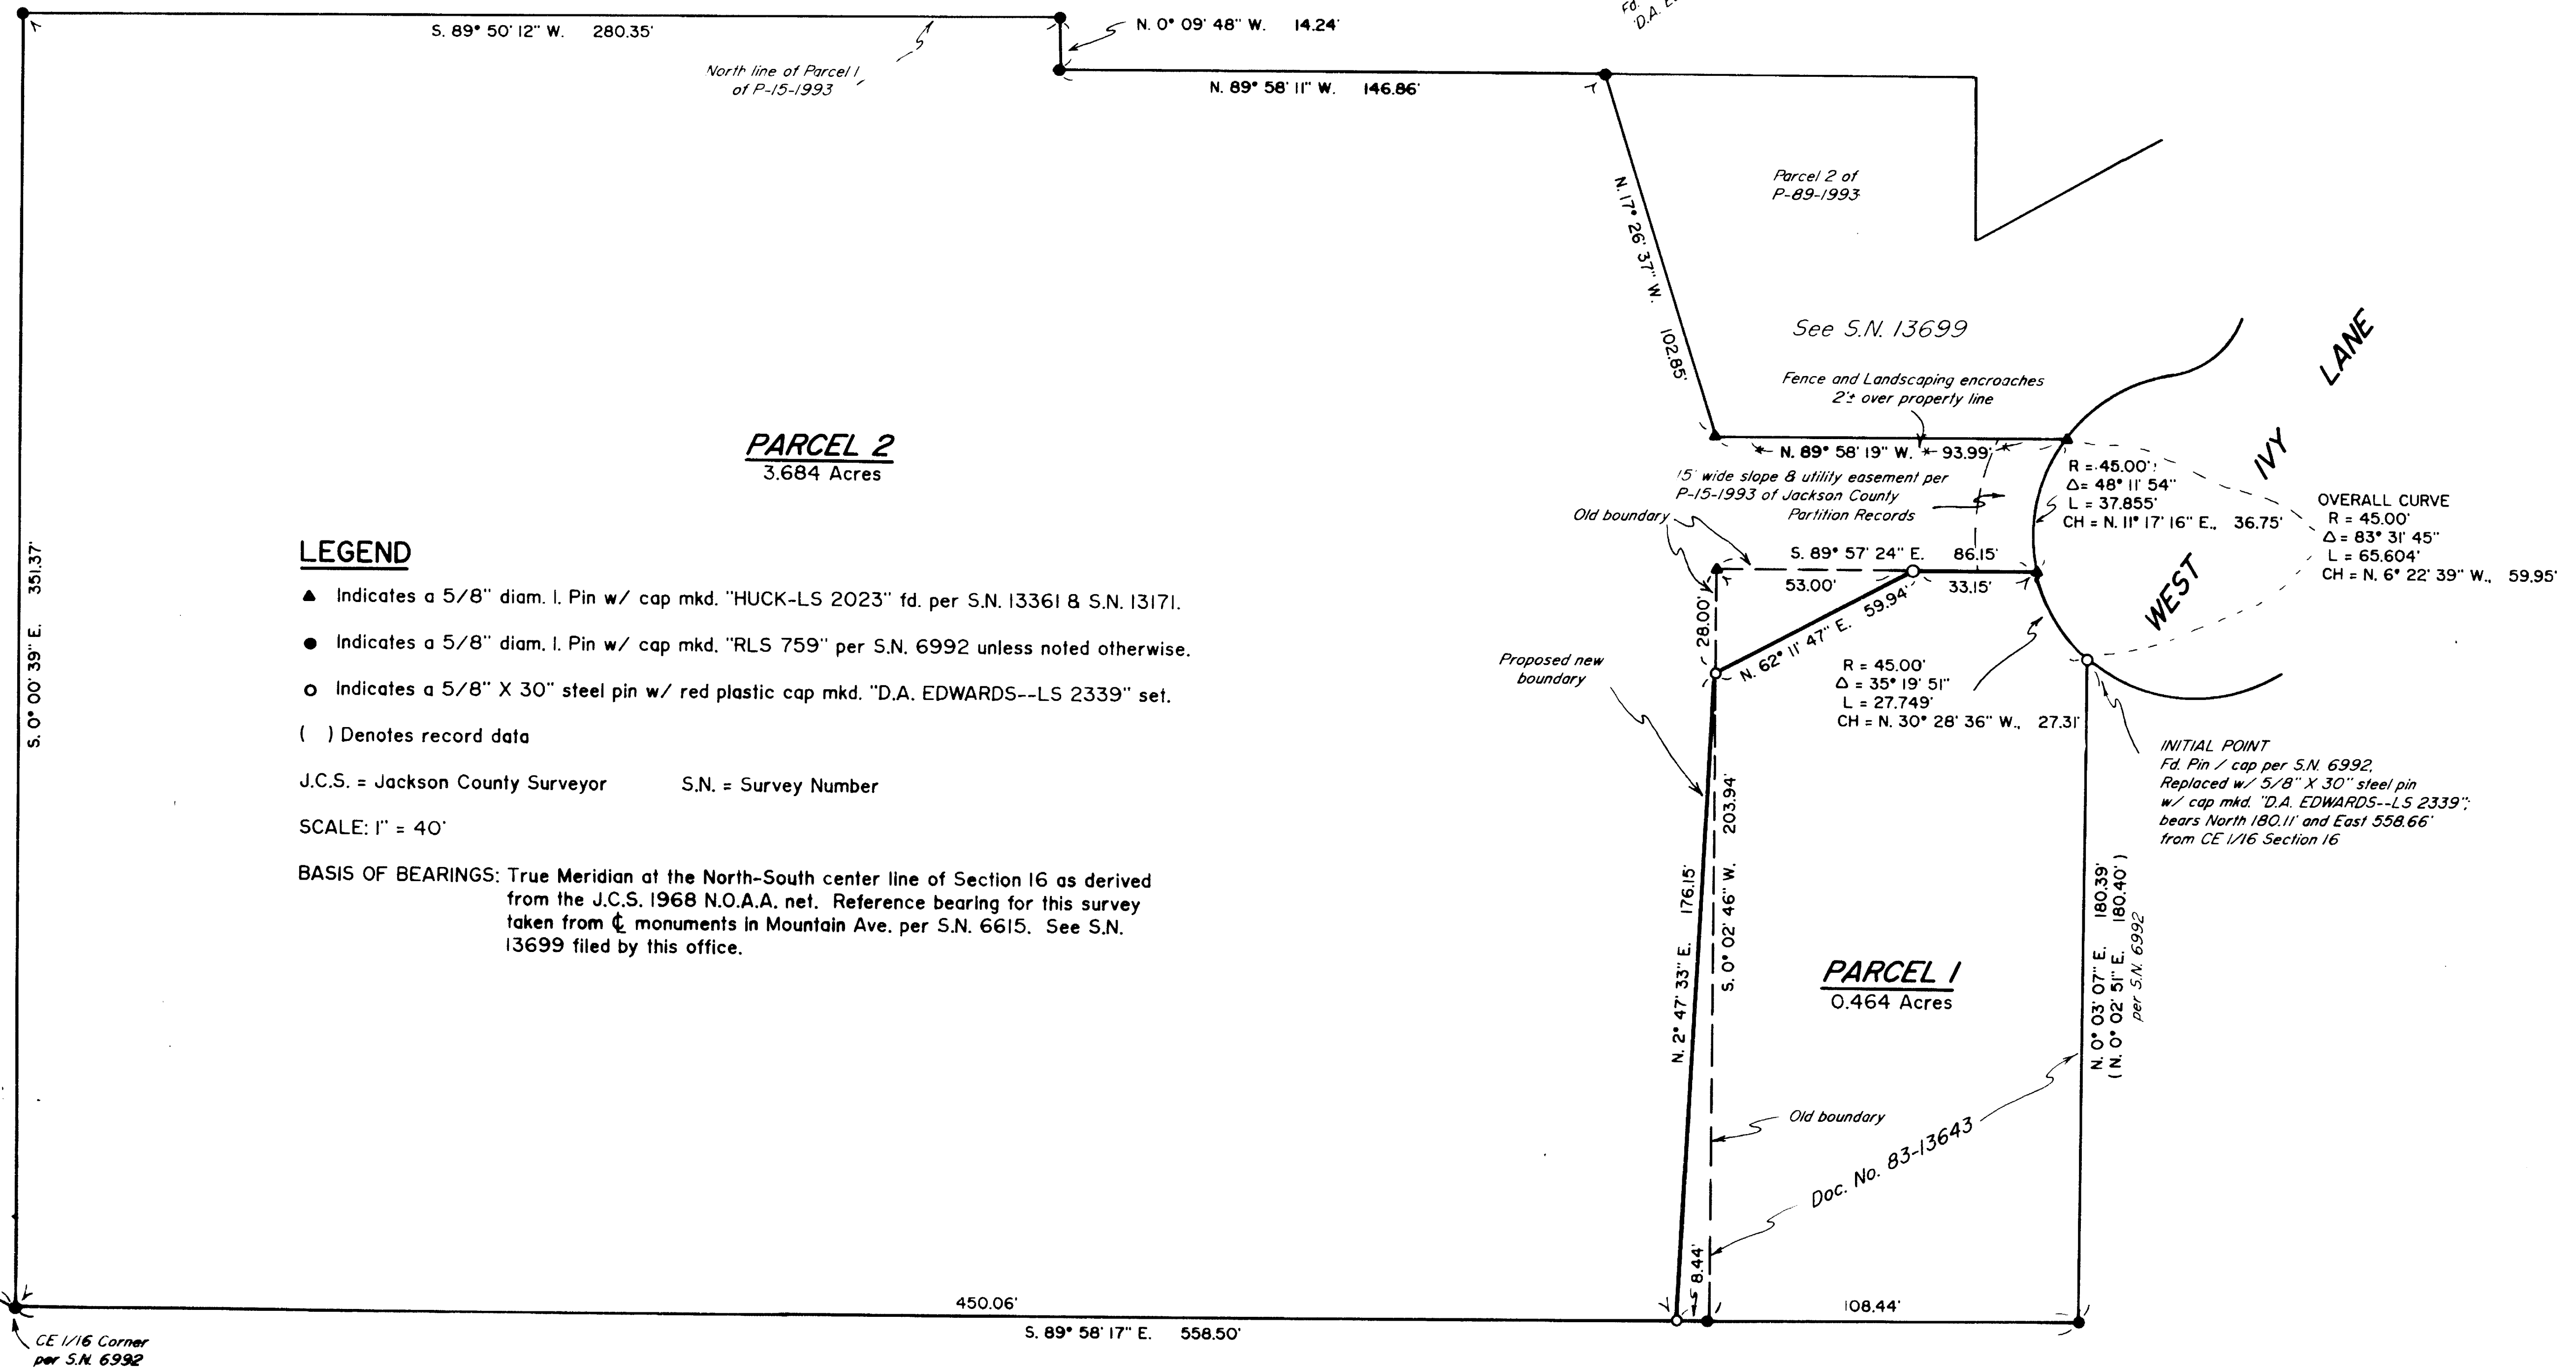 S. 89° 50' 12" W. 280.35'
N. 0° 09' 48" W. 14.24'
Fd.
North line of Parcel 1
of P-15-1993
N. 89° 58' 11" W. 146.86'
N. 17° 26' 37" W. 102.85'
Parcel 2 of
P-89-1993
See S.N. 13699
Fence and Landscaping encroaches
2'± over property line
N. 89° 58' 19" W. 93.99'
15' wide slope & utility easement per
P-15-1993 of Jackson County
Partition Records
Old boundary
S. 89° 57' 24" E. 86.15'
53.00'
33.15'
28.00'
N. 62° 11' 47" E. 59.94'
R = 45.00'
Δ = 48° 11' 54"
L = 37.855'
CH = N. 11° 17' 16" E., 36.75'
WEST IVY LANE
OVERALL CURVE
R = 45.00'
Δ = 83° 31' 45"
L = 65.604'
CH = N. 6° 22' 39" W., 59.95'
R = 45.00'
Δ = 35° 19' 51"
L = 27.749'
CH = N. 30° 28' 36" W., 27.31'
INITIAL POINT
Fd. Pin / cap per S.N. 6992,
Replaced w/ 5/8" X 30" steel pin
w/ cap mkd. "D.A. EDWARDS--LS 2339";
bears North 180.11' and East 558.66'
from CE 1/16 Section 16
Proposed new
boundary
PARCEL 2
3.684 Acres
S. 0° 00' 39" E. 351.37'
LEGEND
▲ Indicates a 5/8" diam. I. Pin w/ cap mkd. "HUCK-LS 2023" fd. per S.N. 13361 & S.N. 13171.
● Indicates a 5/8" diam. I. Pin w/ cap mkd. "RLS 759" per S.N. 6992 unless noted otherwise.
○ Indicates a 5/8" X 30" steel pin w/ red plastic cap mkd. "D.A. EDWARDS--LS 2339" set.
( ) Denotes record data
J.C.S. = Jackson County Surveyor S.N. = Survey Number
SCALE: 1" = 40'
BASIS OF BEARINGS: True Meridian at the North-South center line of Section 16 as derived
from the J.C.S. 1968 N.O.A.A. net. Reference bearing for this survey
taken from ℄ monuments in Mountain Ave. per S.N. 6615. See S.N.
13699 filed by this office.
N. 2° 47' 33" E. 176.15'
S. 0° 02' 46" W. 203.94'
PARCEL 1
0.464 Acres
N. 0° 03' 07" E. 180.39'
( N. 0° 02' 51" E. 180.40' )
per S.N. 6992
Old boundary
Doc. No. 83-13643
8.44'
450.06'
108.44'
S. 89° 58' 17" E. 558.50'
CE 1/16 Corner
per S.N. 6992